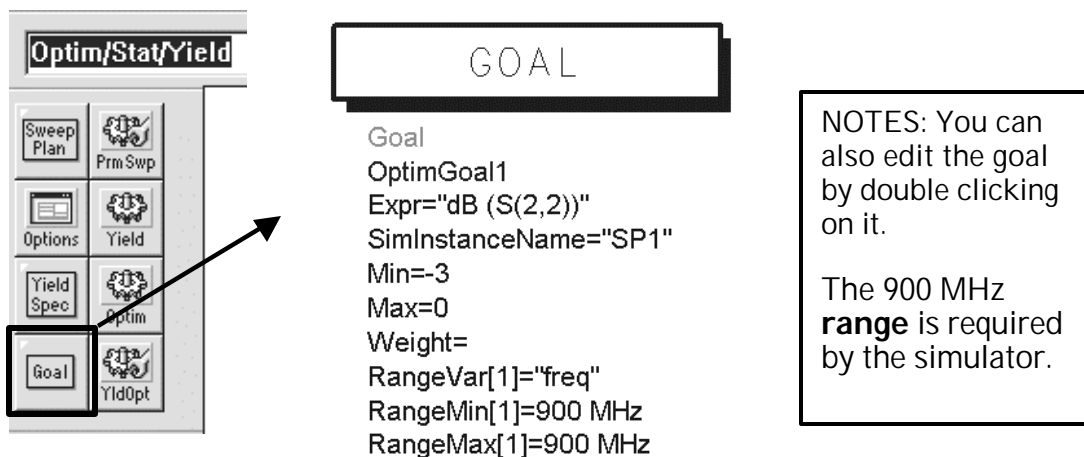 Optim/Stat/Yield
Sweep
Plan
Prm Swp
Options
Yield
Yield
Spec
Optim
Goal
YldOpt
GOAL
Goal
OptimGoal1
Expr="dB (S(2,2))"
SimInstanceName="SP1"
Min=-3
Max=0
Weight=
RangeVar[1]="freq"
RangeMin[1]=900 MHz
RangeMax[1]=900 MHz
NOTES: You can
also edit the goal
by double clicking
on it.
The 900 MHz
range is required
by the simulator.